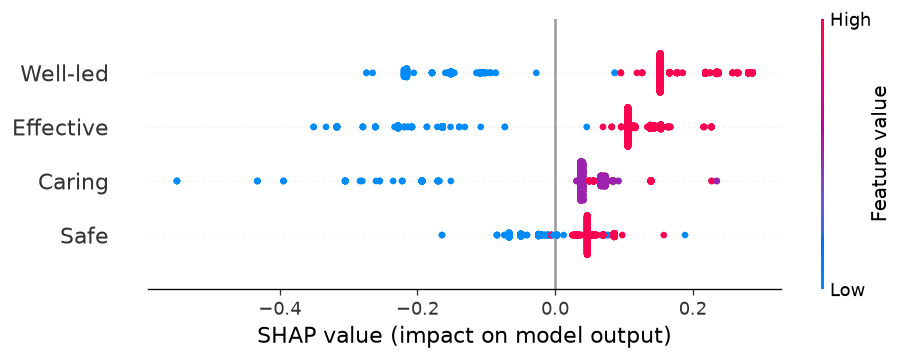 High
Well-led
Effective
Caring
Safe
Feature value
Low
−0.4 −0.2 0.0 0.2
SHAP value (impact on model output)